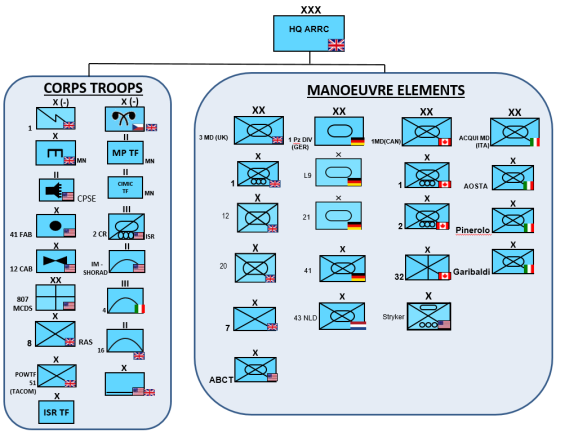 XXX
HQ ARRC
CORPS TROOPS
X (-)
1
X (-)
X
MN
II
MP TF
MN
II
CPSE
II
CIMIC
TF
MN
X
41 FAB
III
2 CR
ISR
X
12 CAB
II
IM -
SHORAD
XX
807
MCDS
III
4
X
8
RAS
II
16
X
POWTF
51
(TACOM)
X
X
ISR TF
MANOEUVRE ELEMENTS
XX
3 MD (UK)
XX
1 Pz DIV
(GER)
XX
1MD(CAN)
XX
ACQUI MD
(ITA)
X
1
X
L9
X
1
X
AOSTA
X
12
X
21
X
2
X
Pinerolo
X
20
X
41
X
32
X
Garibaldi
X
7
X
43 NLD
X
Stryker
X
ABCT